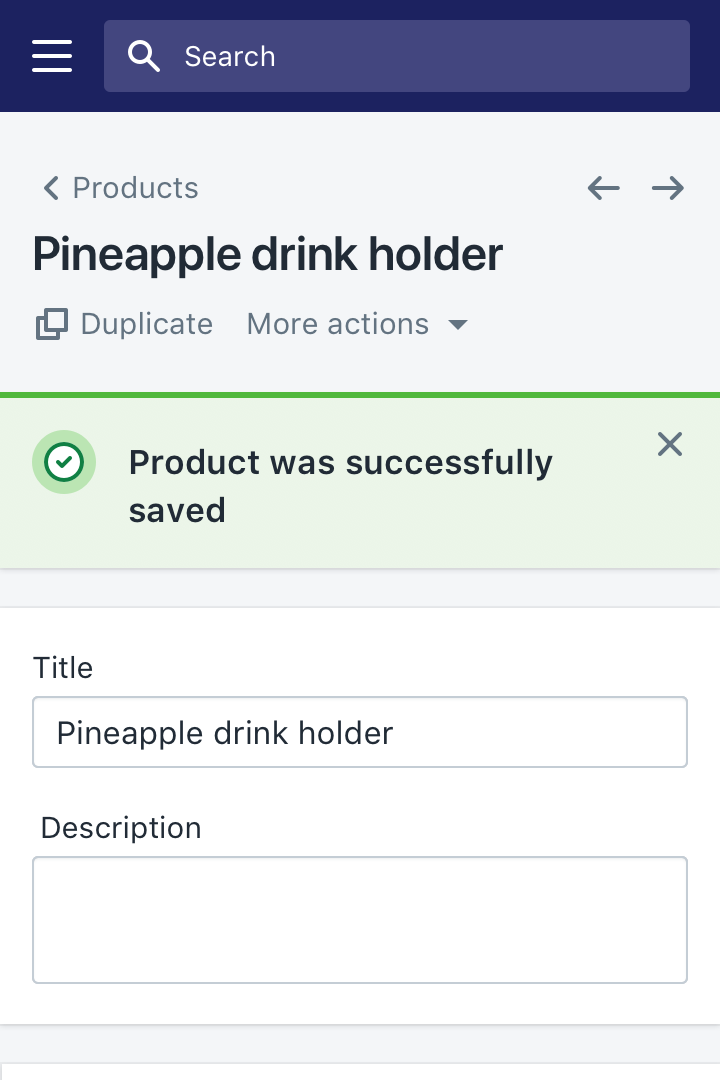 Search
Products
Pineapple drink holder
Duplicate More actions
Product was successfully
saved
Title
Pineapple drink holder
Description